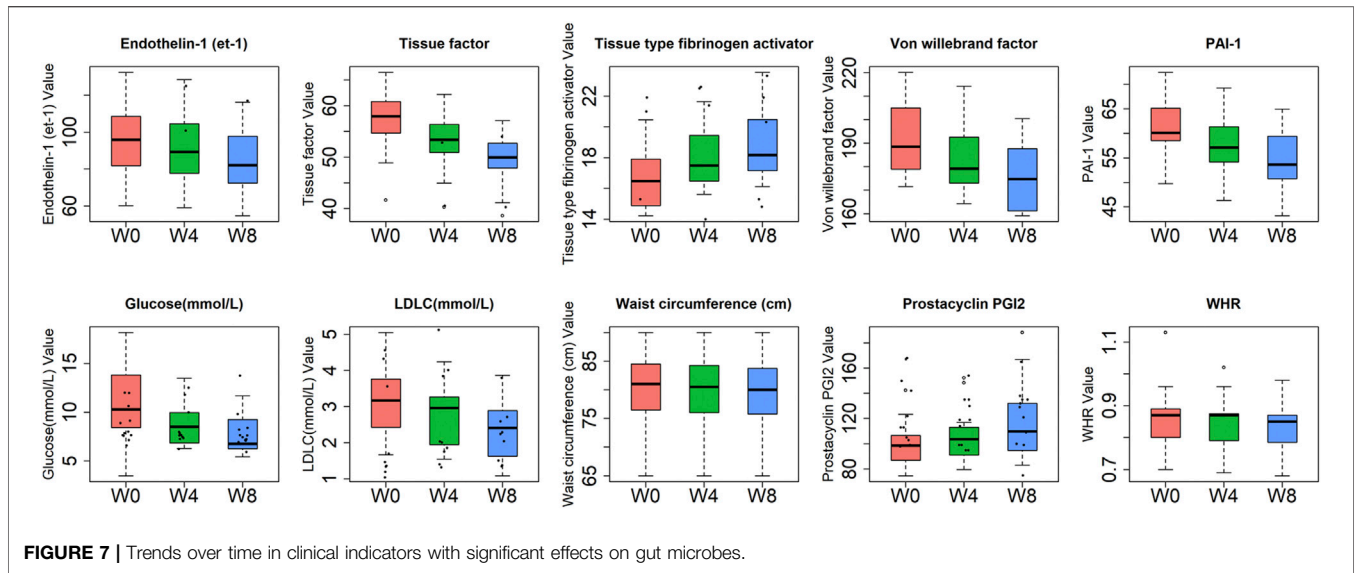 Endothelin-1 (et-1)
Endothelin-1 (et-1) Value
100
60
W0 W4 W8
Tissue factor
Tissue factor Value
60
50
40
W0 W4 W8
Tissue type fibrinogen activator
Tissue type fibrinogen activator Value
22
18
14
W0 W4 W8
Von willebrand factor
Von willebrand factor Value
220
190
160
W0 W4 W8
PAI-1
PAI-1 Value
65
55
45
W0 W4 W8
Glucose(mmol/L)
Glucose(mmol/L) Value
15
10
5
W0 W4 W8
LDLC(mmol/L)
LDLC(mmol/L) Value
5
4
3
2
1
W0 W4 W8
Waist circumference (cm)
Waist circumference (cm) Value
85
75
65
W0 W4 W8
Prostacyclin PGI2
Prostacyclin PGI2 Value
160
120
80
W0 W4 W8
WHR
WHR Value
1.1
0.9
0.7
W0 W4 W8
FIGURE 7 | Trends over time in clinical indicators with significant effects on gut microbes.